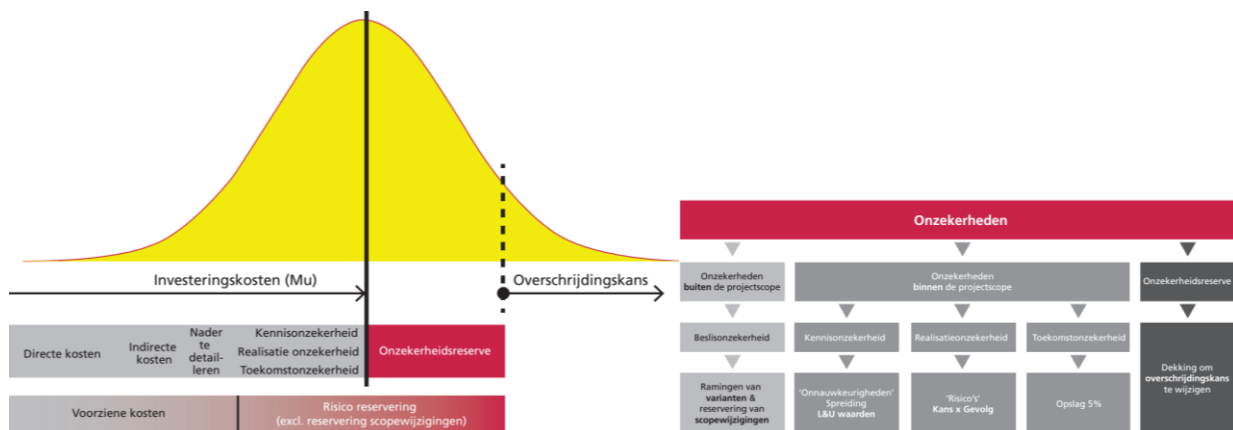 Investeringskosten (Mu)
Overschrijdingskans
Directe kosten
Indirecte
kosten
Nader
te
detail-
leren
Kennisonzekerheid
Realisatie onzekerheid
Toekomstonzekerheid
Onzekerheidsreserve
Voorziene kosten
Risico reservering
(excl. reservering scopewijzigingen)
Onzekerheden
Onzekerheden
buiten de projectscope
Onzekerheden
binnen de projectscope
Onzekerheidsreserve
Beslisonzekerheid
Kennisonzekerheid
Realisatieonzekerheid
Toekomstonzekerheid
Ramingen van
varianten &
reservering van
scopewijzigingen
'Onnauwkeurigheden'
Spreiding
L&U waarden
'Risico's'
Kans x Gevolg
Opslag 5%
Dekking om
overschrijdingskans
te wijzigen